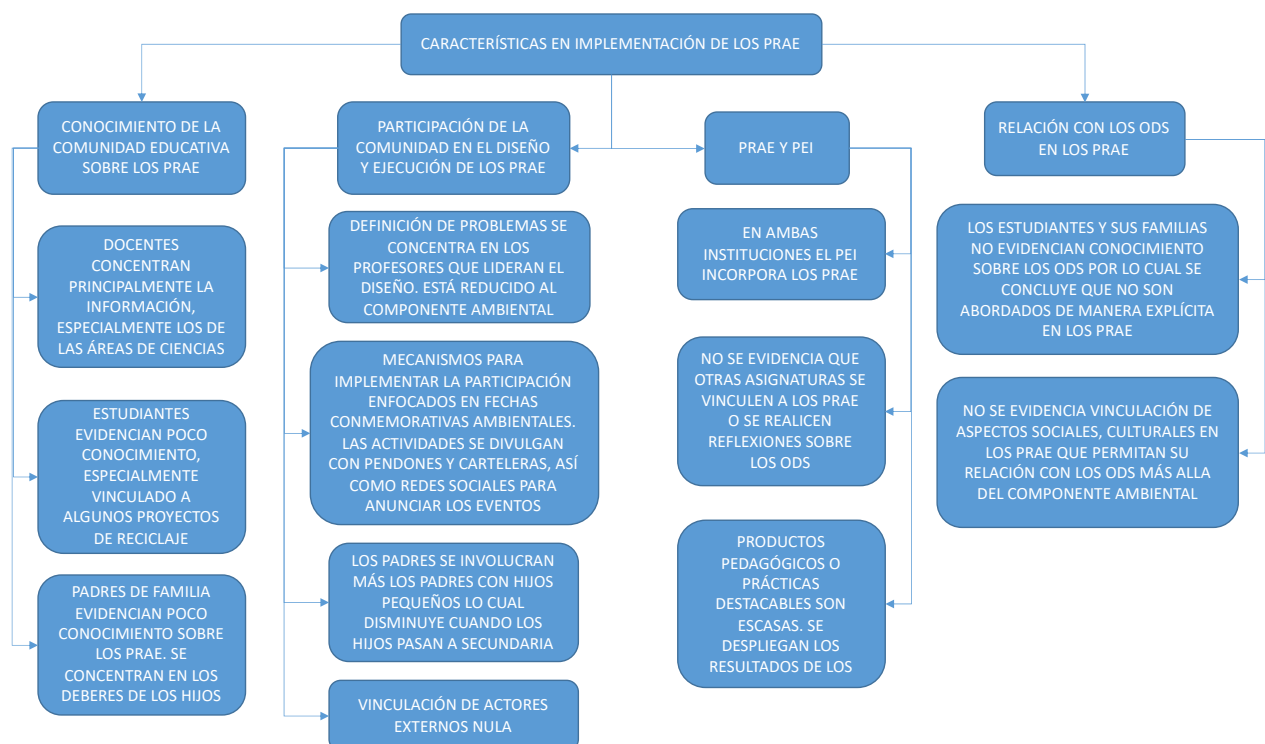 CARACTERÍSTICAS EN IMPLEMENTACIÓN DE LOS PRAE
CONOCIMIENTO DE LA
COMUNIDAD EDUCATIVA
SOBRE LOS PRAE
DOCENTES
CONCENTRAN
PRINCIPALMENTE LA
INFORMACIÓN,
ESPECIALMENTE LOS DE
LAS ÁREAS DE CIENCIAS
ESTUDIANTES
EVIDENCIAN POCO
CONOCIMIENTO,
ESPECIALMENTE
VINCULADO A
ALGUNOS PROYECTOS
DE RECICLAJE
PADRES DE FAMILIA
EVIDENCIAN POCO
CONOCIMIENTO SOBRE
LOS PRAE. SE
CONCENTRAN EN LOS
DEBERES DE LOS HIJOS
PARTICIPACIÓN DE LA
COMUNIDAD EN EL DISEÑO
Y EJECUCIÓN DE LOS PRAE
DEFINICIÓN DE PROBLEMAS SE
CONCENTRA EN LOS
PROFESORES QUE LIDERAN EL
DISEÑO. ESTÁ REDUCIDO AL
COMPONENTE AMBIENTAL
MECANISMOS PARA
IMPLEMENTAR LA PARTICIPACIÓN
ENFOCADOS EN FECHAS
CONMEMORATIVAS AMBIENTALES.
LAS ACTIVIDADES SE DIVULGAN
CON PENDONES Y CARTELERAS, ASÍ
COMO REDES SOCIALES PARA
ANUNCIAR LOS EVENTOS
LOS PADRES SE INVOLUCRAN
MÁS LOS PADRES CON HIJOS
PEQUEÑOS LO CUAL
DISMINUYE CUANDO LOS
HIJOS PASAN A SECUNDARIA
VINCULACIÓN DE ACTORES
EXTERNOS NULA
PRAE Y PEI
EN AMBAS
INSTITUCIONES EL PEI
INCORPORA LOS PRAE
NO SE EVIDENCIA QUE
OTRAS ASIGNATURAS SE
VINCULEN A LOS PRAE
O SE REALICEN
REFLEXIONES SOBRE
LOS ODS
PRODUCTOS
PEDAGÓGICOS O
PRÁCTICAS
DESTACABLES SON
ESCASAS. SE
DESPLIEGAN LOS
RESULTADOS DE LOS
RELACIÓN CON LOS ODS
EN LOS PRAE
LOS ESTUDIANTES Y SUS FAMILIAS
NO EVIDENCIAN CONOCIMIENTO
SOBRE LOS ODS POR LO CUAL SE
CONCLUYE QUE NO SON
ABORDADOS DE MANERA EXPLÍCITA
EN LOS PRAE
NO SE EVIDENCIA VINCULACIÓN DE
ASPECTOS SOCIALES, CULTURALES EN
LOS PRAE QUE PERMITAN SU
RELACIÓN CON LOS ODS MÁS ALLA
DEL COMPONENTE AMBIENTAL